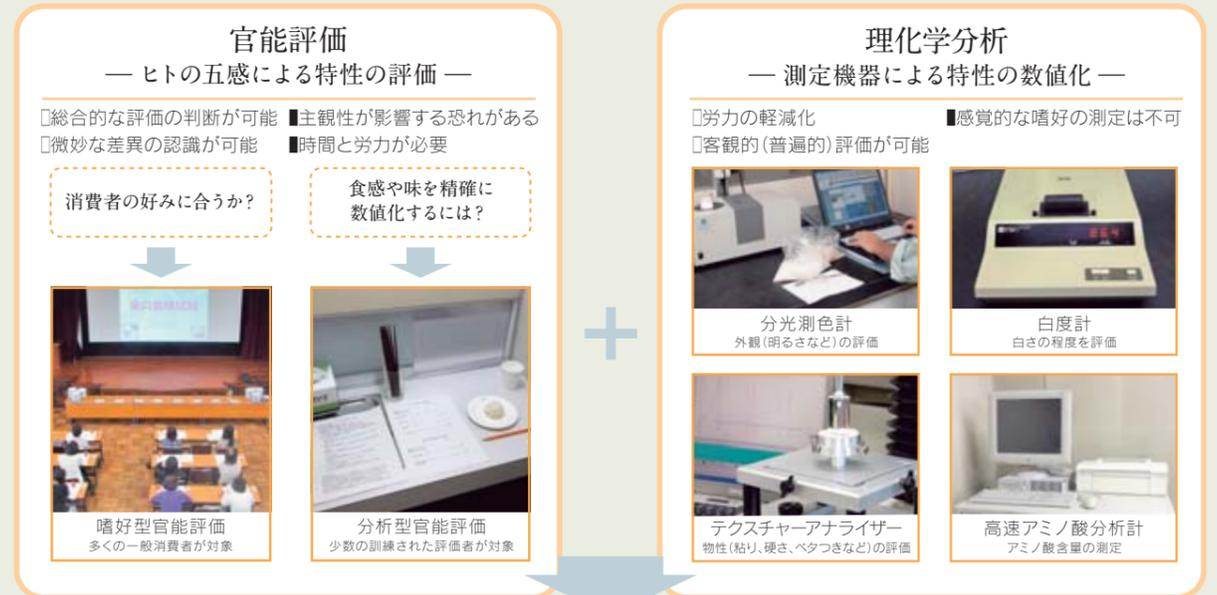 官能評価
― ヒトの五感による特性の評価 ―
▯総合的な評価の判断が可能 ▮主観性が影響する恐れがある
▯微妙な差異の認識が可能 ▮時間と労力が必要
消費者の好みに合うか？
食感や味を精確に
数値化するには？
嗜好型官能評価
多くの一般消費者が対象
分析型官能評価
少数の訓練された評価者が対象
+
理化学分析
― 測定機器による特性の数値化 ―
▯労力の軽減化 ▮感覚的な嗜好の測定は不可
▯客観的（普遍的）評価が可能
864
分光測色計
外観（明るさなど）の評価
白度計
白さの程度を評価
テクスチャーアナライザー
物性（粘り、硬さ、ベタつきなど）の評価
高速アミノ酸分析計
アミノ酸含量の測定